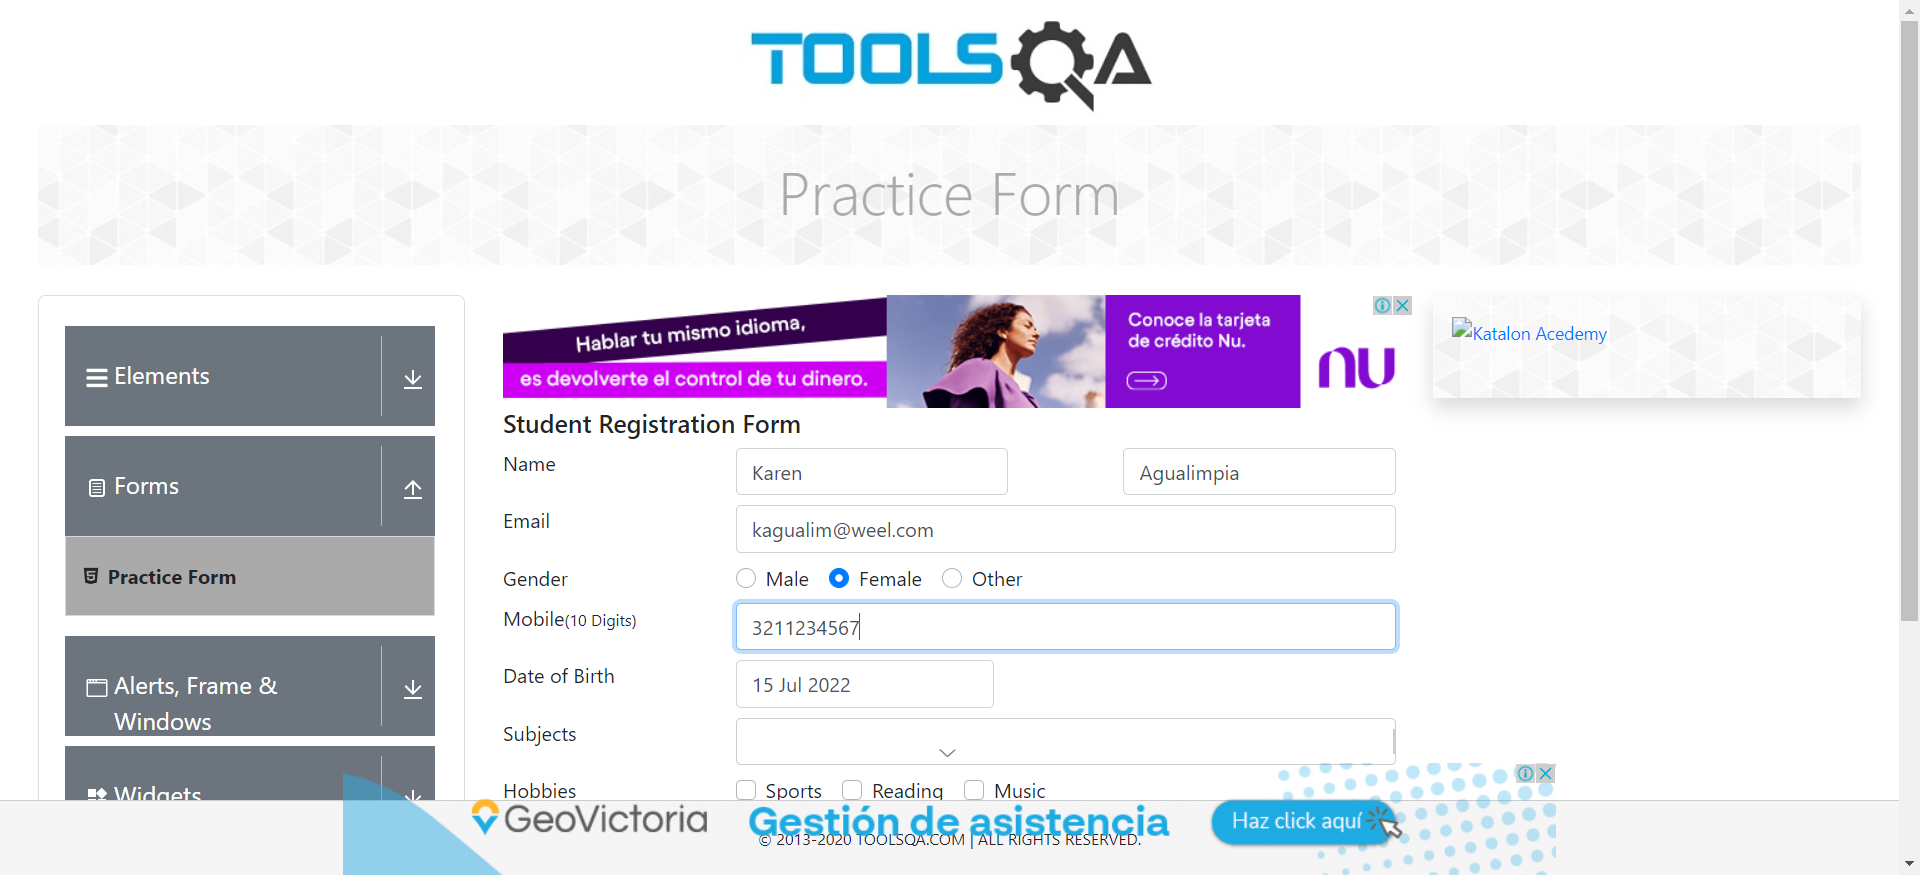 TOOLSQA
Practice Form
Elements
Forms
Practice Form
Alerts, Frame &
Windows
Widgets
Hablar tu mismo idioma,
es devolverte el control de tu dinero.
Conoce la tarjeta
de crédito Nu.
nu
Katalon Acedemy
Student Registration Form
Name
Karen
Agualimpia
Email
kagualim@weel.com
Gender
Male
Female
Other
Mobile(10 Digits)
3211234567
Date of Birth
15 Jul 2022
Subjects
Hobbies
Sports
Reading
Music
GeoVictoria
Gestión de asistencia
Haz click aquí
© 2013-2020 TOOLSQA.COM | ALL RIGHTS RESERVED.